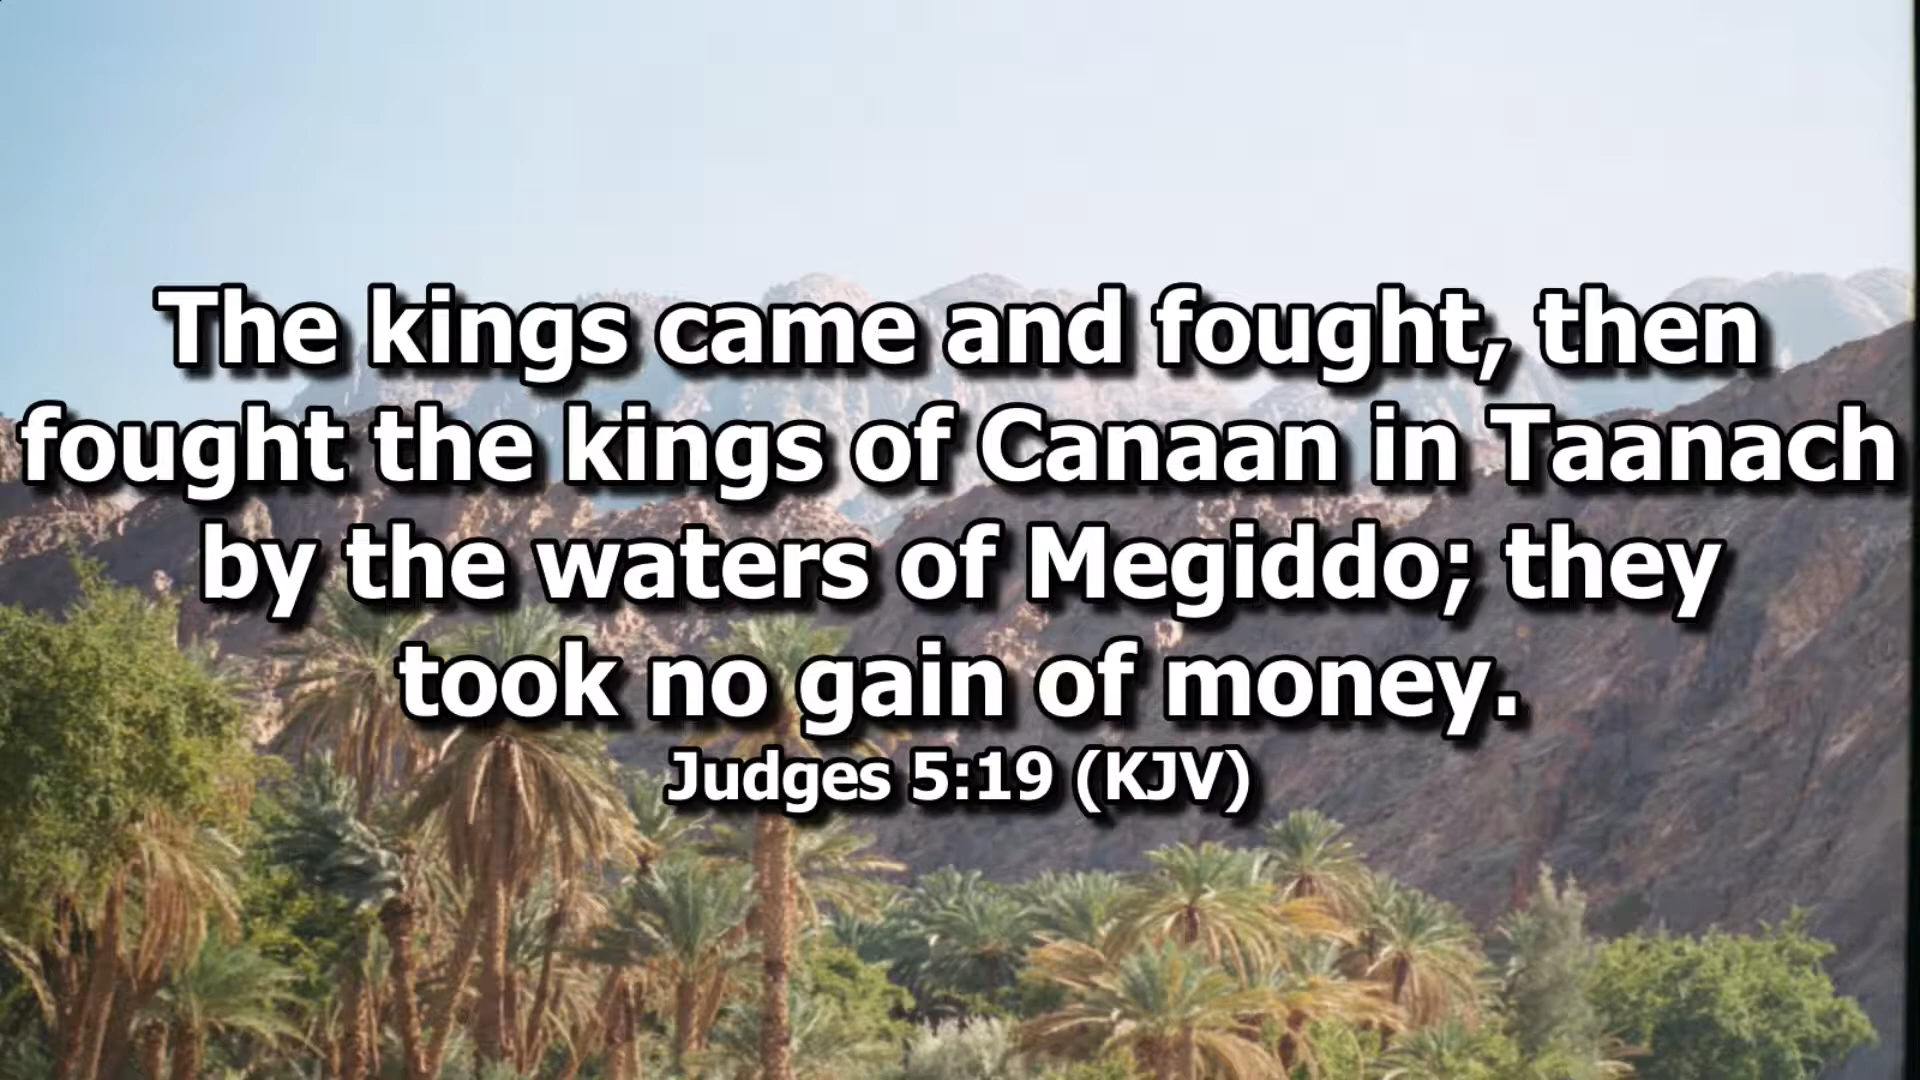 The kings came and fought, then
fought the kings of Canaan in Taanach
by the waters of Megiddo; they
took no gain of money.
Judges 5:19 (KJV)